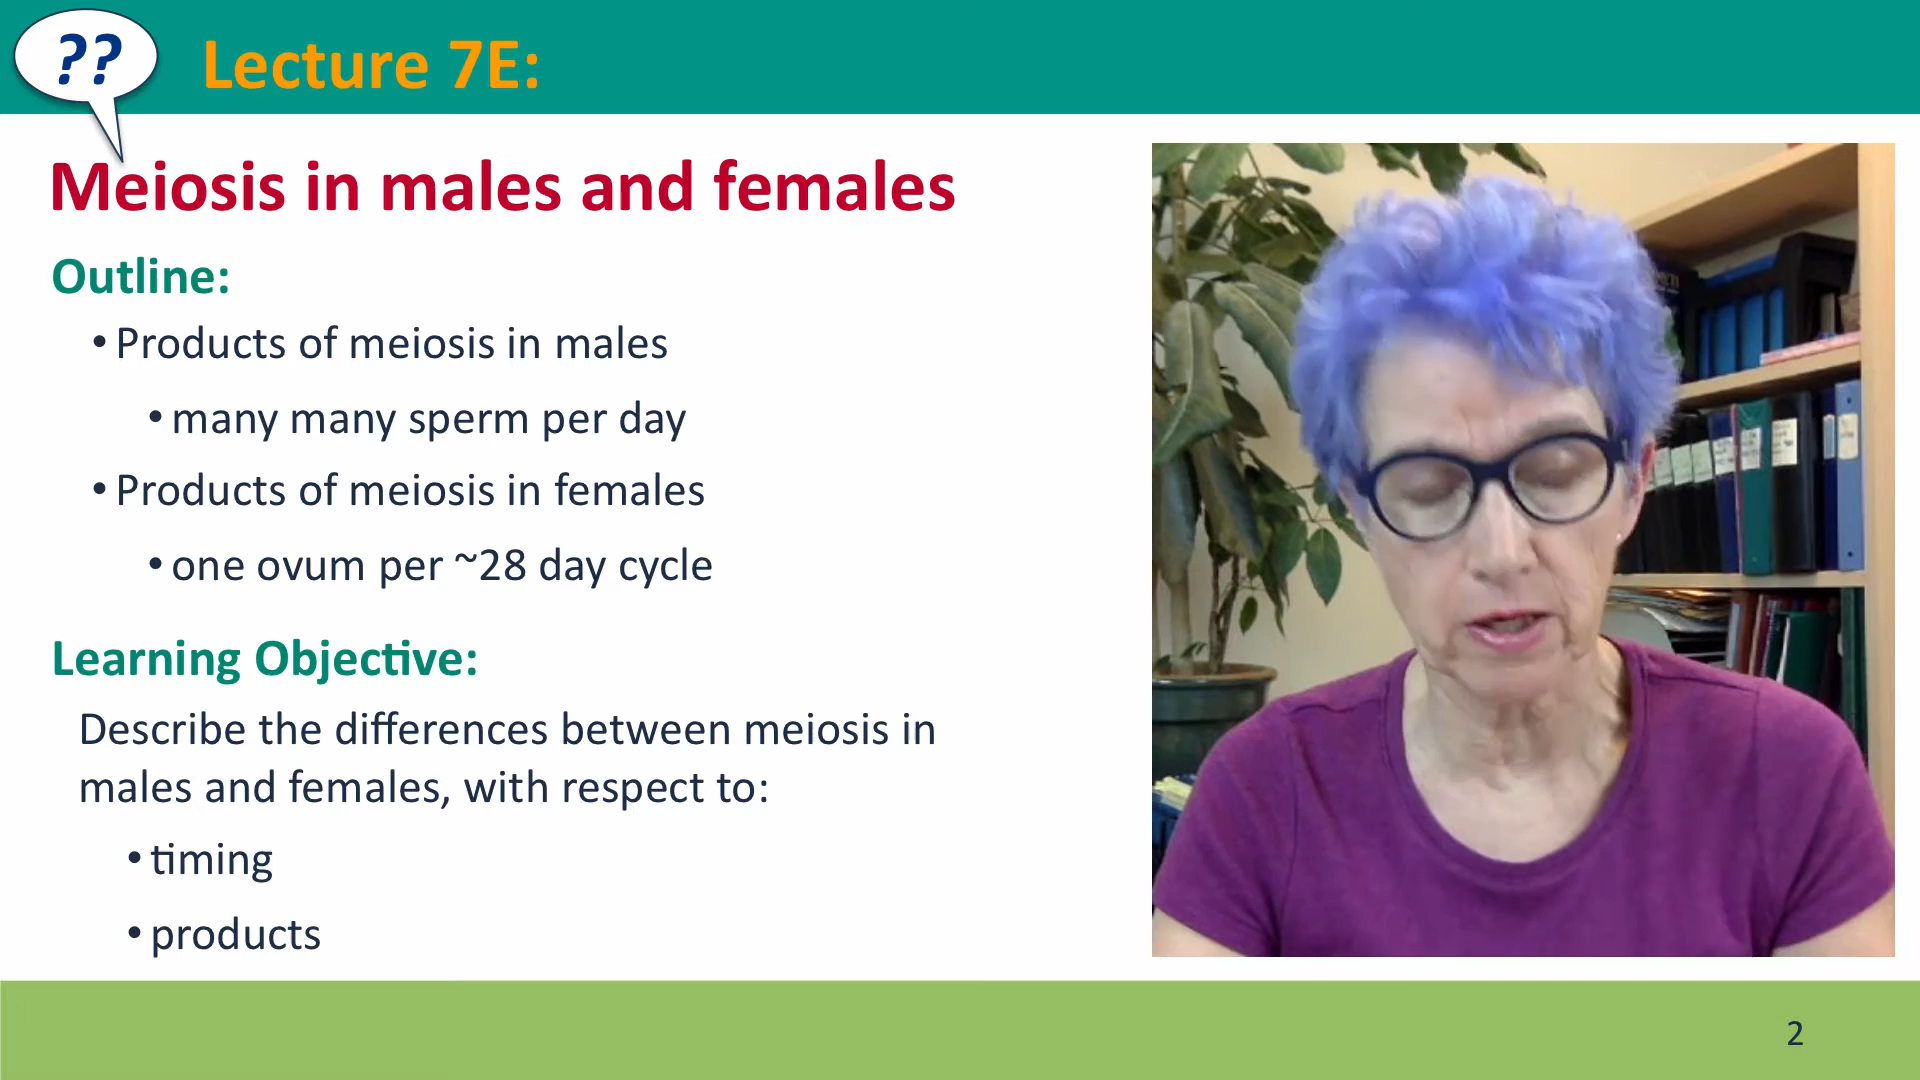 ??
Lecture 7E:
Meiosis in males and females
Outline:
• Products of meiosis in males
• many many sperm per day
• Products of meiosis in females
• one ovum per ~28 day cycle
Learning Objective:
Describe the differences between meiosis in
males and females, with respect to:
• timing
• products
2